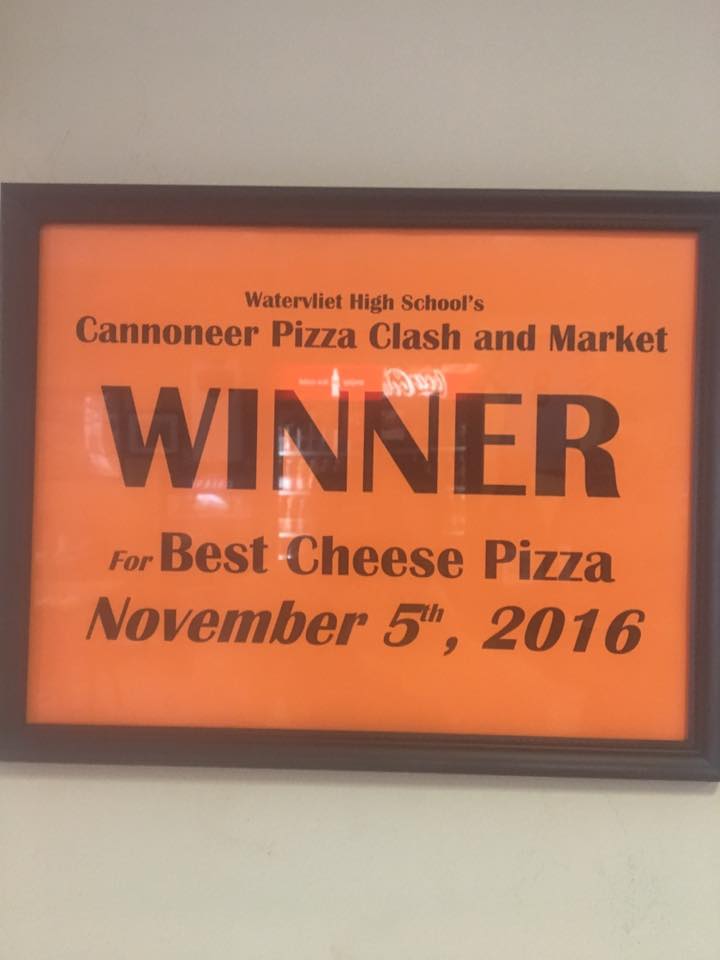 Watervliet High School's
Cannoneer Pizza Clash and Market
WINNER
For Best Cheese Pizza
November 5th, 2016